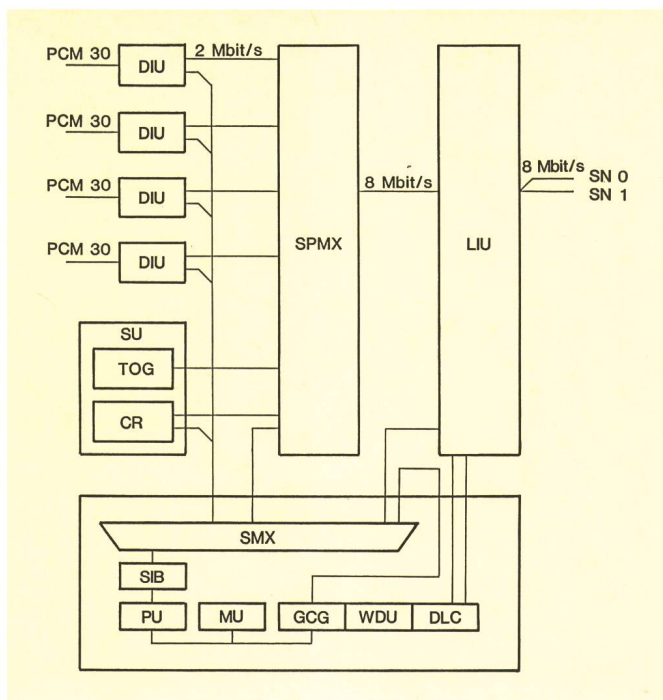 PCM 30
DIU
2 Mbit/s
PCM 30
DIU
PCM 30
DIU
PCM 30
DIU
SPMX
8 Mbit/s
LIU
8 Mbit/s
SN 0
SN 1
SU
TOG
CR
SMX
SIB
PU
MU
GCG
WDU
DLC